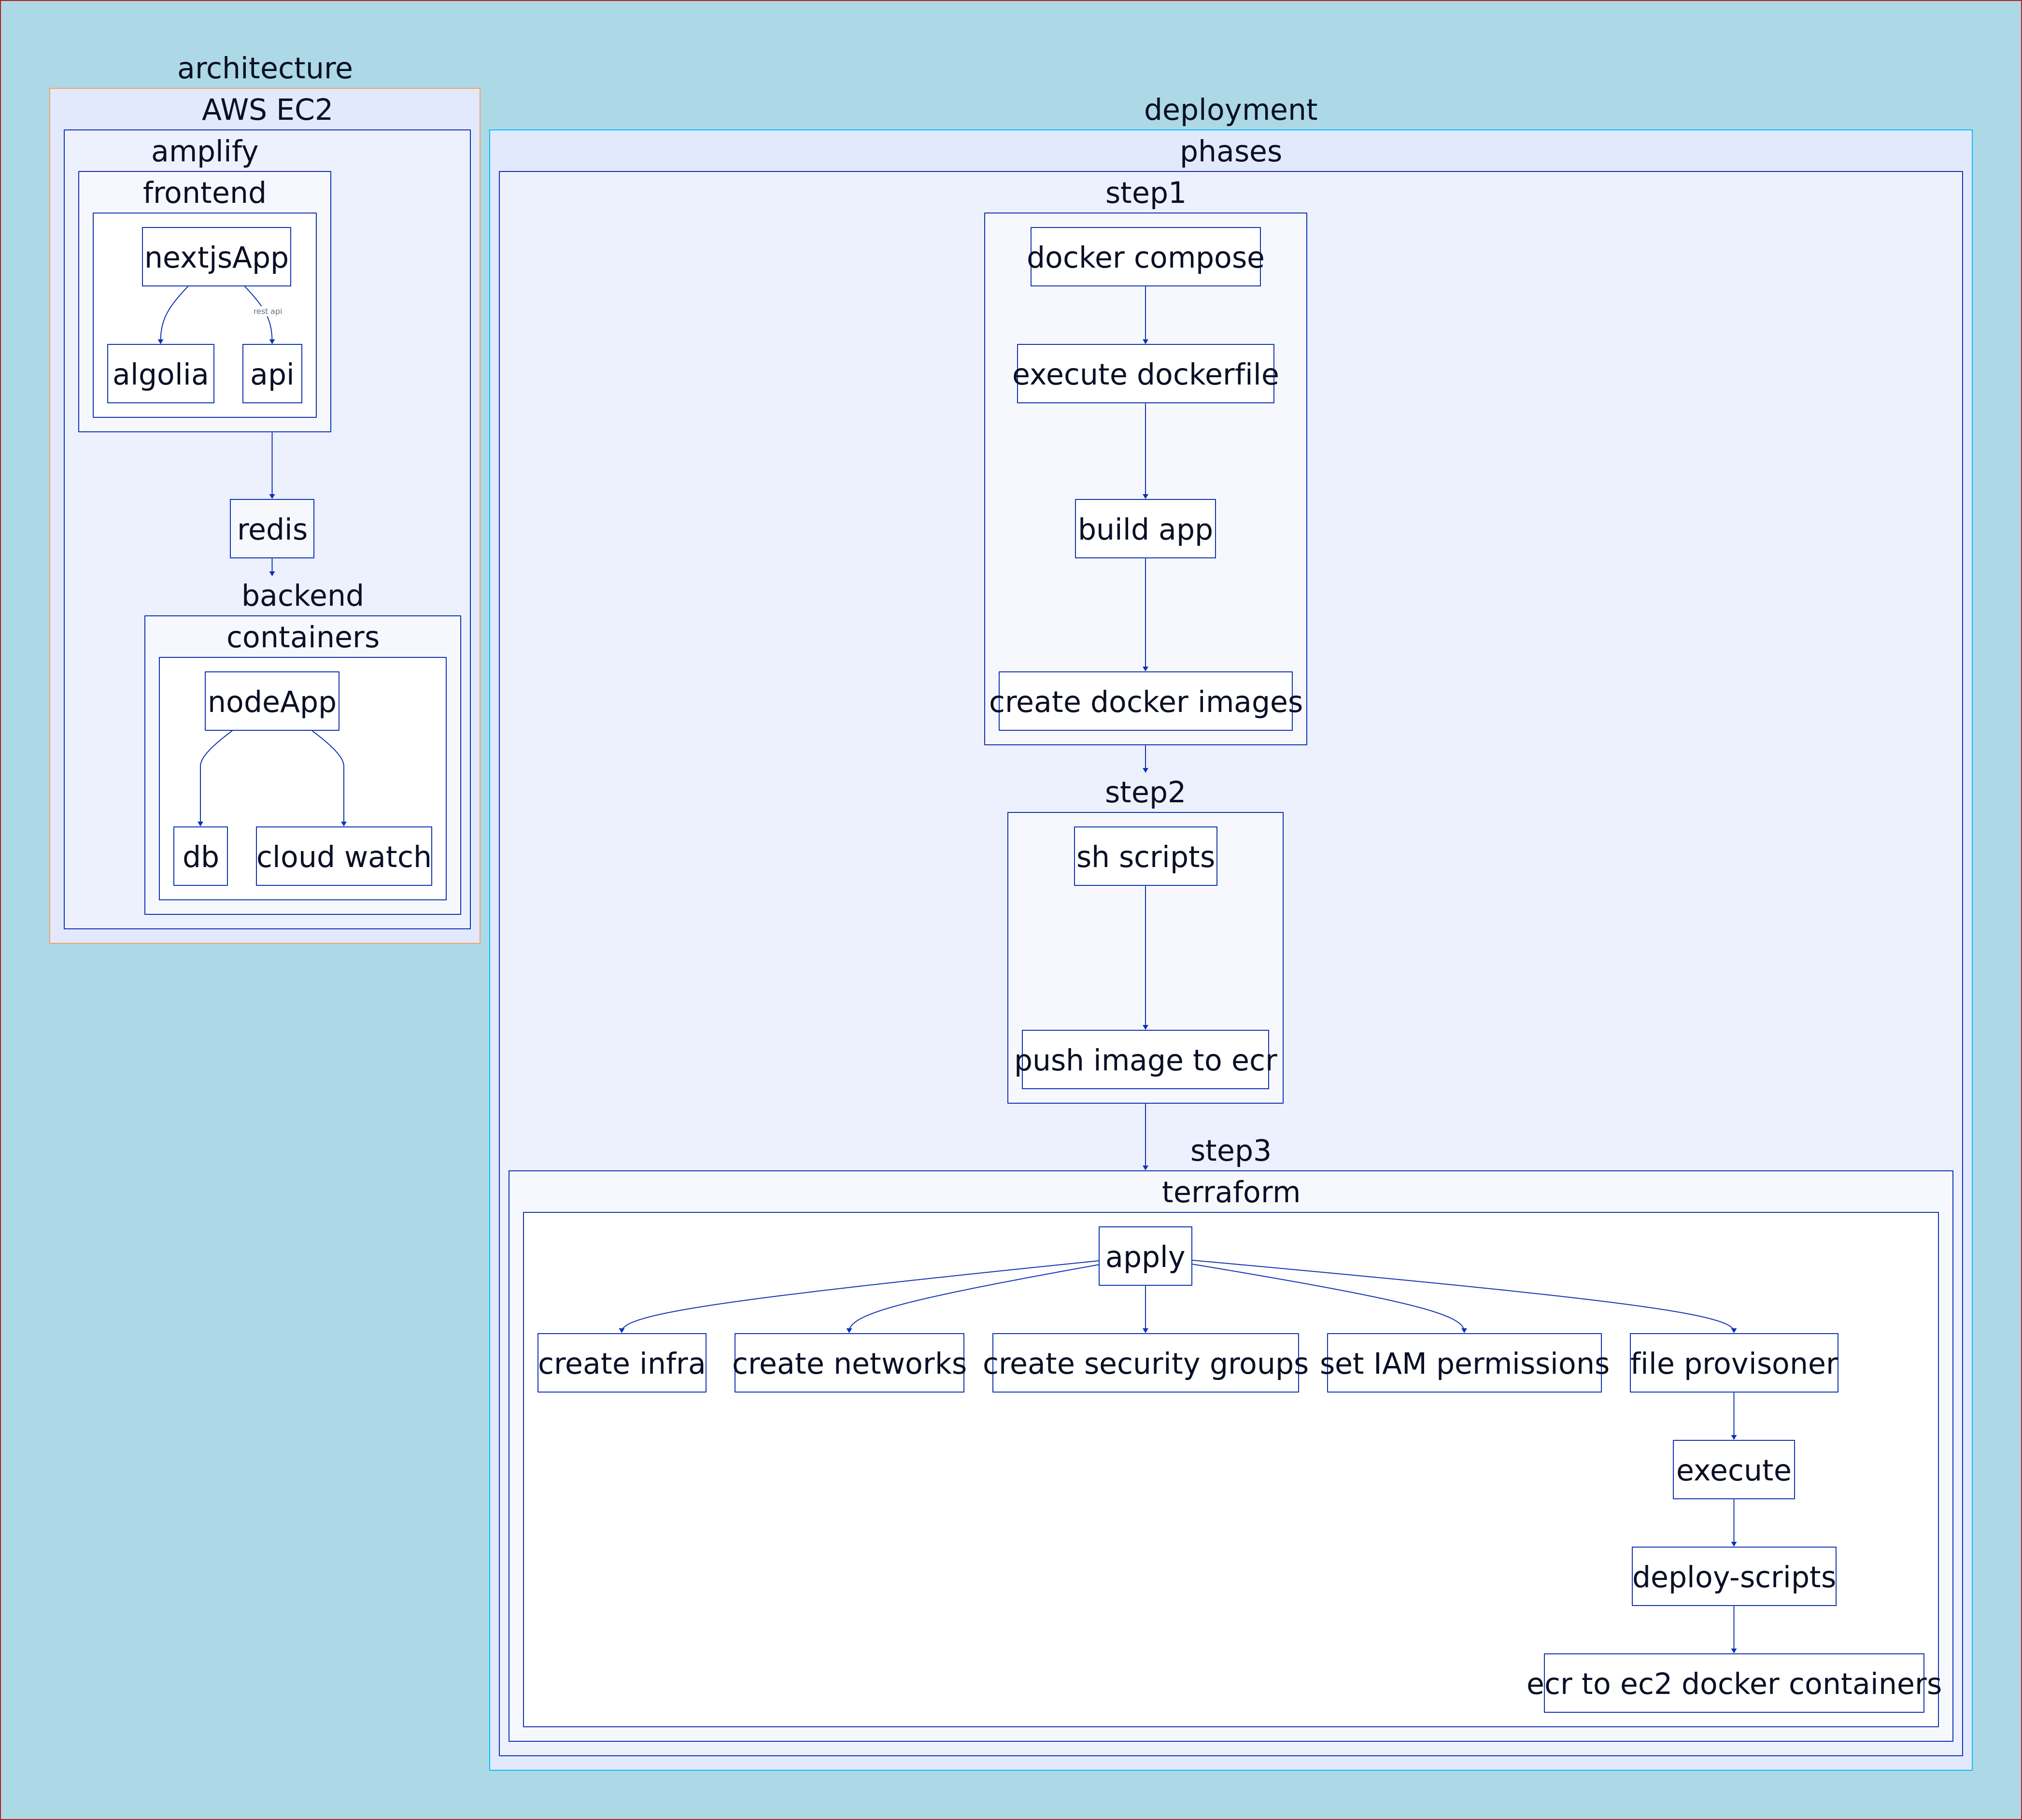 architecture
AWS EC2
amplify
frontend
nextjsApp
rest api
algolia
api
redis
backend
containers
nodeApp
db
cloud watch
deployment
phases
step1
docker compose
execute dockerfile
build app
create docker images
step2
sh scripts
push image to ecr
step3
terraform
apply
create infra
create networks
create security groups
set IAM permissions
file provisoner
execute
deploy-scripts
ecr to ec2 docker containers